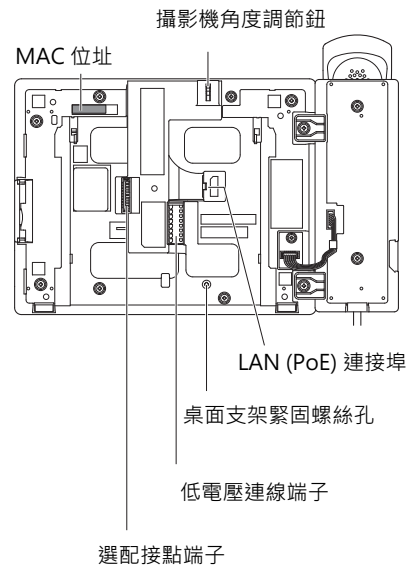 攝影機角度調節鈕
MAC 位址
LAN (PoE) 連接埠
桌面支架緊固螺絲孔
低電壓連線端子
選配接點端子